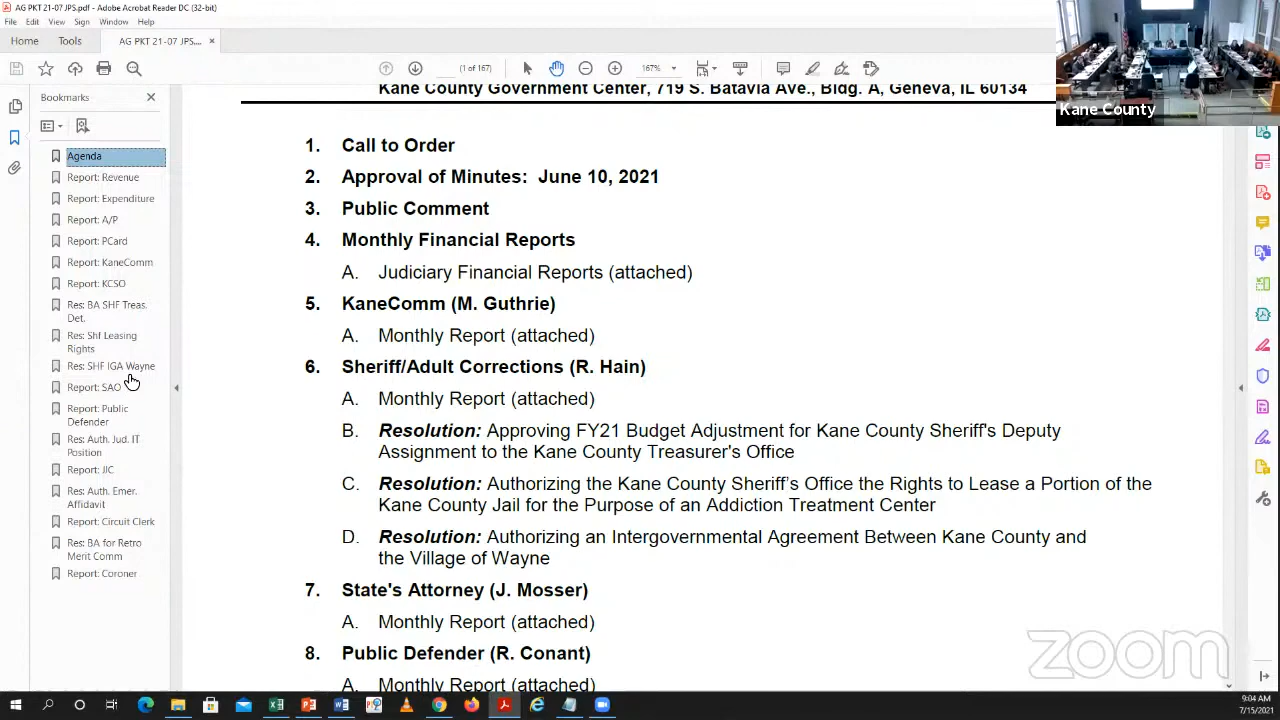 AG PKT 21-07 JPS.pdf - Adobe Acrobat Reader DC (32-bit)
File Edit View Sign Window Help
Home Tools AG PKT 21-07 JPS.... ×
(1 of 167) 167%
Bookmarks
Agenda
Report: Revenue
Report: Expenditure
Report: A/P
Report: PCard
Report: KaneComm
Report: KCSO
Res: BA SHF Treas.
Det.
Res: Shf Leasing
Rights
Res: SHF IGA Wayne
Report: SAO
Report: Public
Defender
Res: Auth. Jud. IT
Position
Report: JJC
Res: Auth. Emer.
Affidavit
Report: Circuit Clerk
Res: BA for Retro
Merit Comm
Report: Coroner
Kane County Government Center, 719 S. Batavia Ave., Bldg. A, Geneva, IL 60134
1. Call to Order
2. Approval of Minutes: June 10, 2021
3. Public Comment
4. Monthly Financial Reports
A. Judiciary Financial Reports (attached)
5. KaneComm (M. Guthrie)
A. Monthly Report (attached)
6. Sheriff/Adult Corrections (R. Hain)
A. Monthly Report (attached)
B. Resolution: Approving FY21 Budget Adjustment for Kane County Sheriff's Deputy
Assignment to the Kane County Treasurer's Office
C. Resolution: Authorizing the Kane County Sheriff’s Office the Rights to Lease a Portion of the
Kane County Jail for the Purpose of an Addiction Treatment Center
D. Resolution: Authorizing an Intergovernmental Agreement Between Kane County and
the Village of Wayne
7. State's Attorney (J. Mosser)
A. Monthly Report (attached)
8. Public Defender (R. Conant)
A. Monthly Report (attached)
Kane County
zoom
9:04 AM
7/15/2021